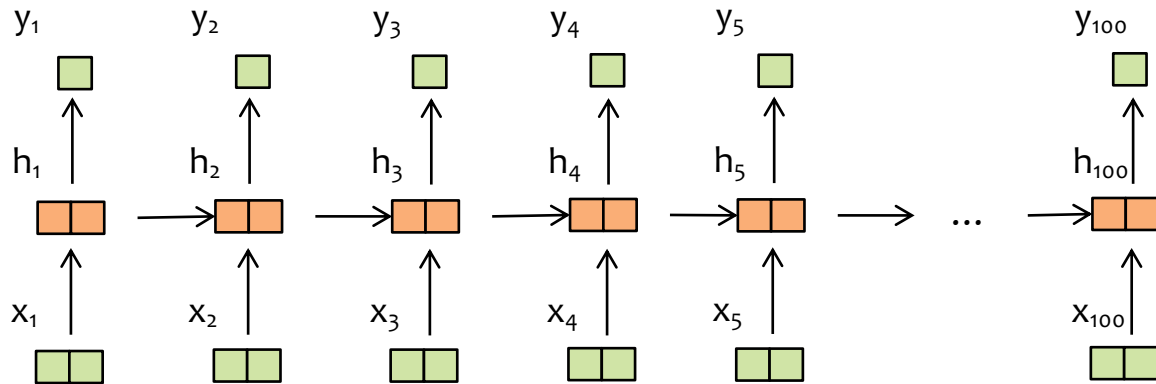 y₁ y₂ y₃ y₄ y₅ y₁₀₀
h₁ h₂ h₃ h₄ h₅ h₁₀₀
...
x₁ x₂ x₃ x₄ x₅ x₁₀₀